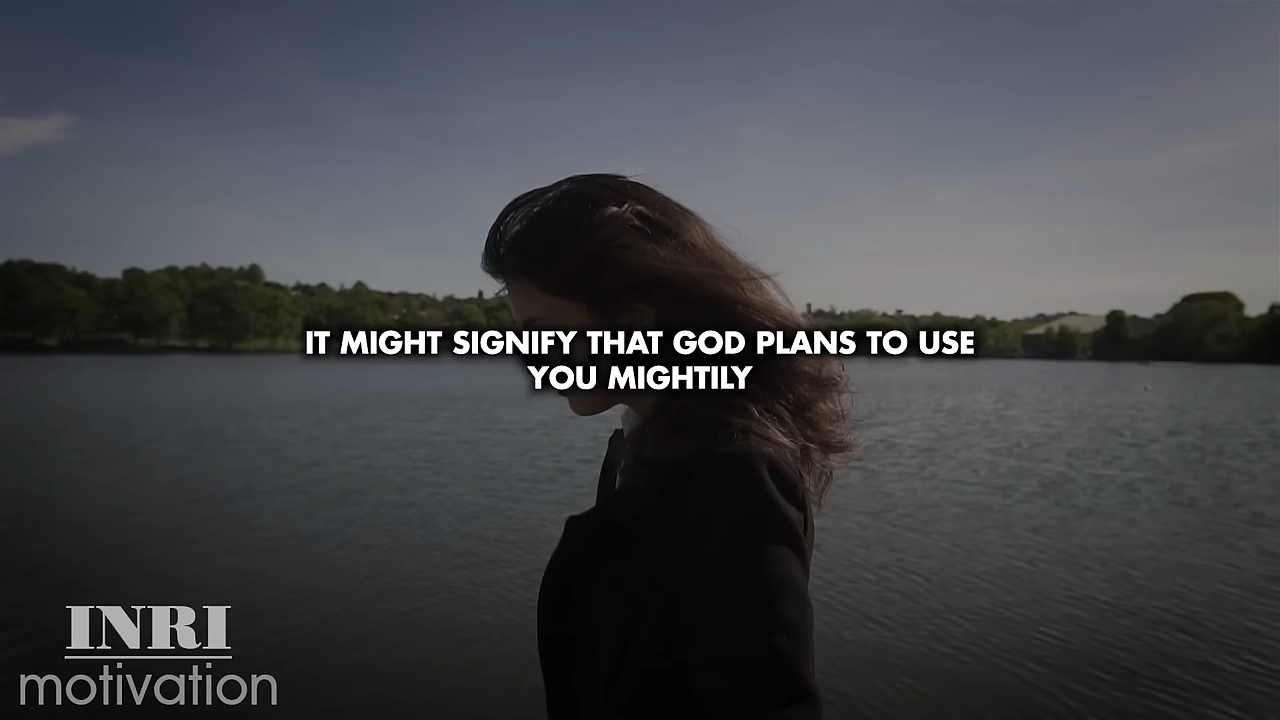 IT MIGHT SIGNIFY THAT GOD PLANS TO USE
YOU MIGHTILY
INRI
motivation